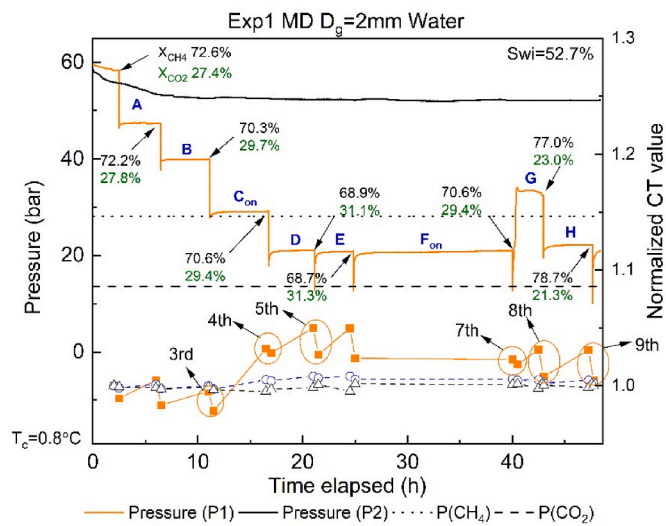 Exp1 MD Dg=2mm Water
Pressure (bar)
60
50
40
30
20
10
0
Tc=0.8°C
XCH4 72.6%
XCO2 27.4%
Swi=52.7%
A
72.2%
27.8%
B
70.3%
29.7%
Con
70.6%
29.4%
D
68.9%
31.1%
E
68.7%
31.3%
Fon
70.6%
29.4%
G
77.0%
23.0%
H
78.7%
21.3%
3rd
4th
5th
7th
8th
9th
1.3
1.2
1.1
1.0
Normalized CT value
0
10
20
30
40
Time elapsed (h)
Pressure (P1)
Pressure (P2)
P(CH4)
P(CO2)